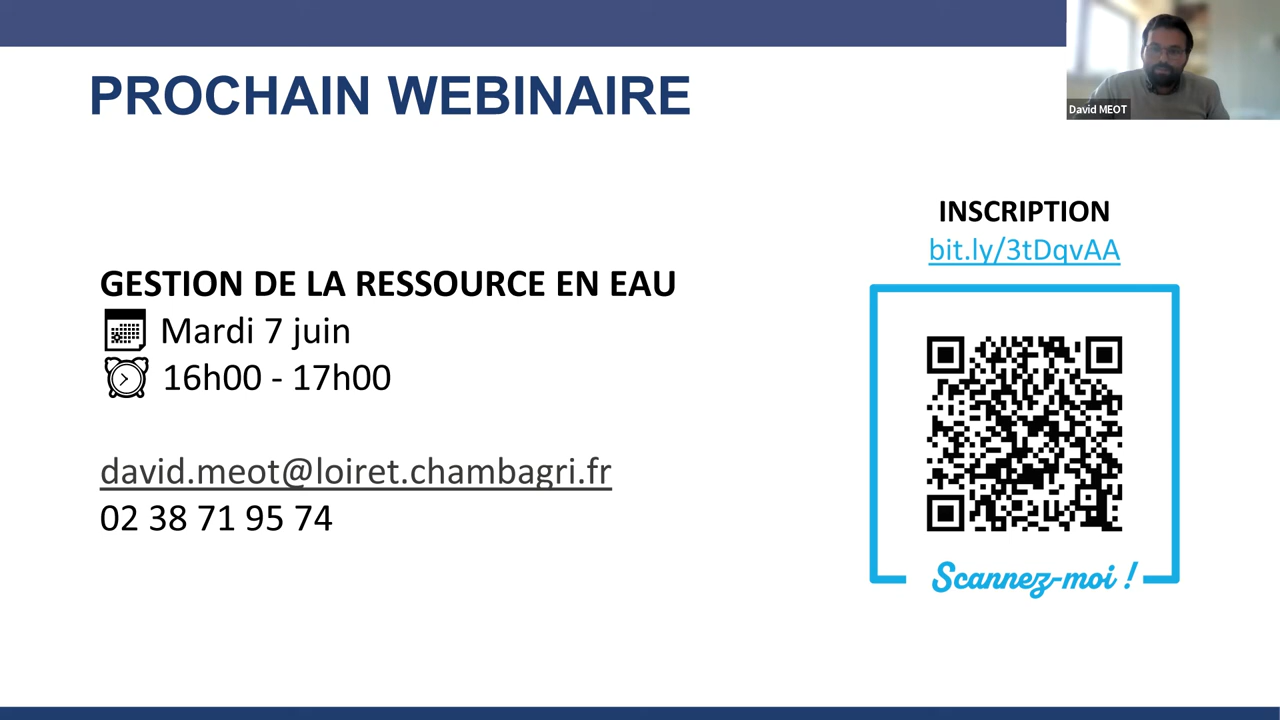 PROCHAIN WEBINAIRE
David MEOT
INSCRIPTION
bit.ly/3tDqvAA
GESTION DE LA RESSOURCE EN EAU
Mardi 7 juin
16h00 - 17h00
david.meot@loiret.chambagri.fr
02 38 71 95 74
Scannez-moi !